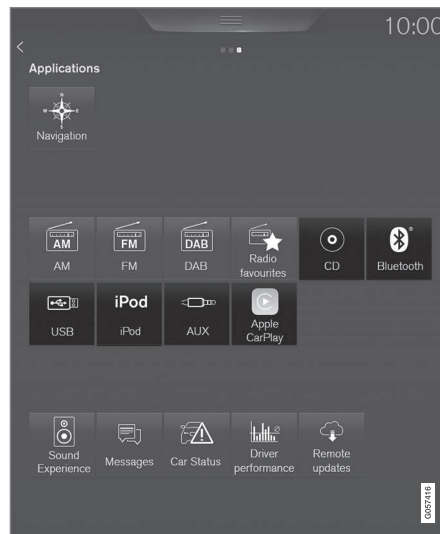 10:00
Applications
N
W E
S
Navigation
AM FM DAB
AM FM DAB Radio favourites CD Bluetooth
iPod
USB iPod AUX Apple CarPlay
Sound Experience Messages Car Status Driver performance Remote updates
G057416